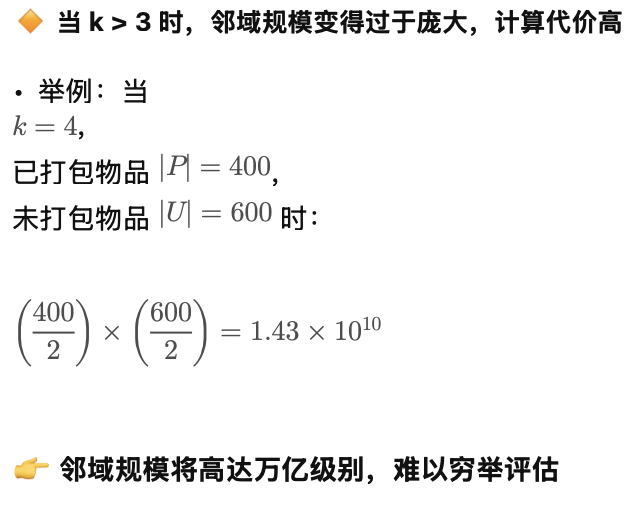 🔶 当 k > 3 时，邻域规模变得过于庞大，计算代价高
• 举例：当
k = 4,
已打包物品 |P| = 400,
未打包物品 |U| = 600 时：
(400/2) × (600/2) = 1.43 × 10^10
👉 邻域规模将高达万亿级别，难以穷举评估